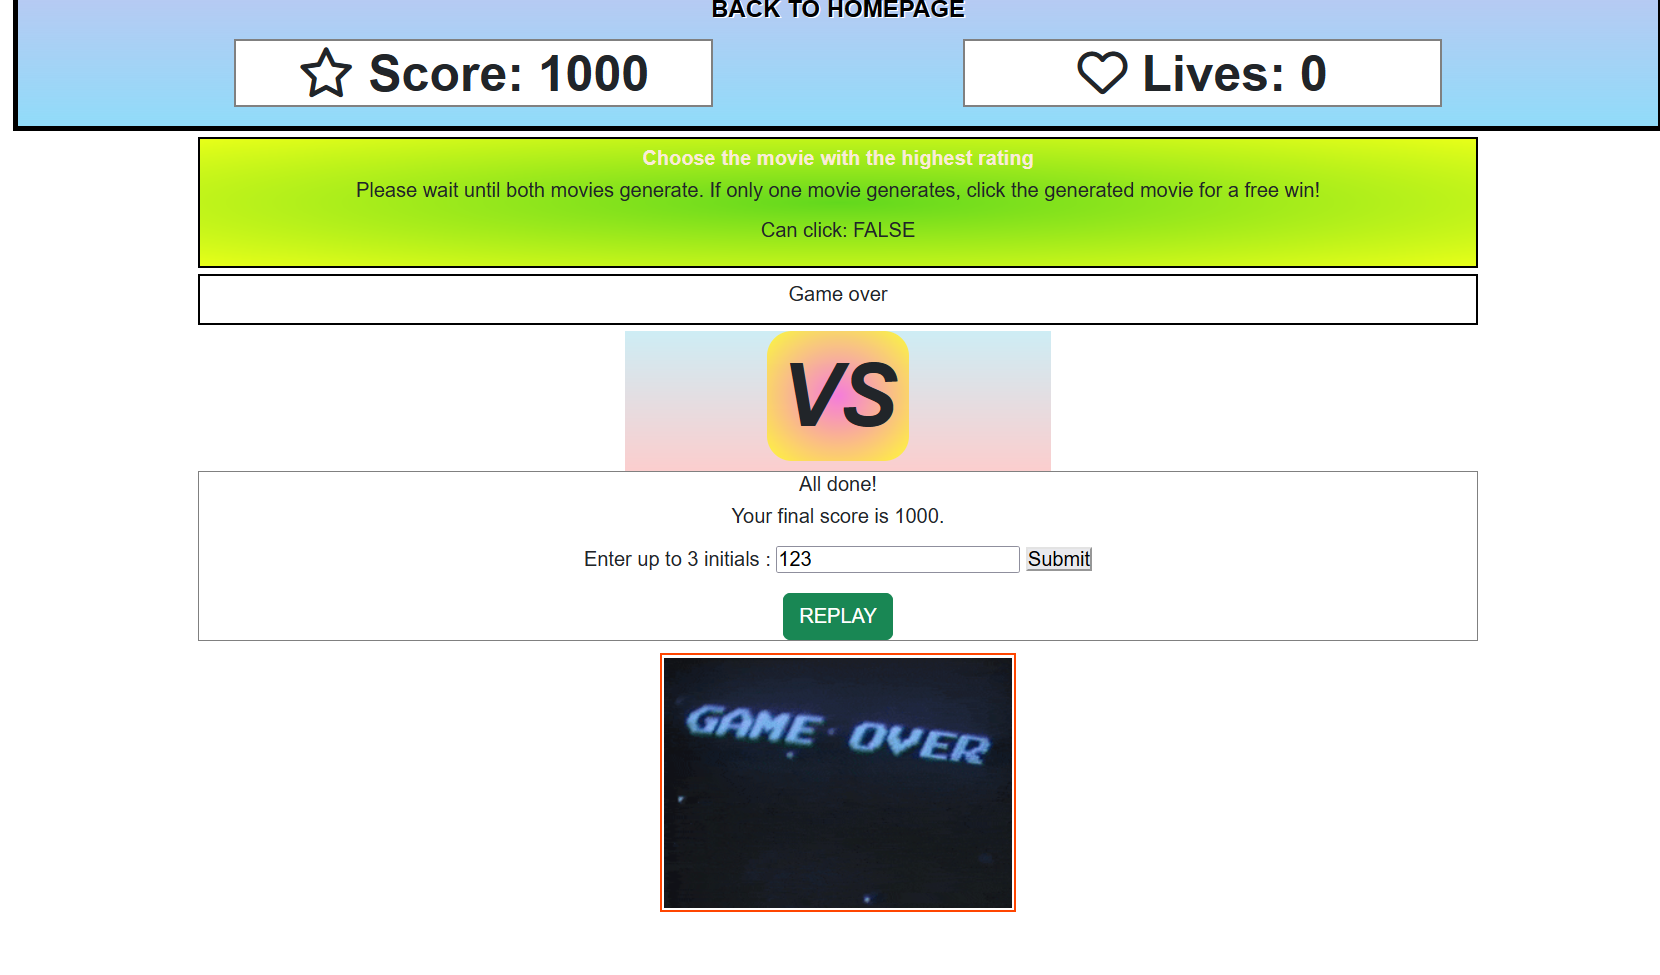 BACK TO HOMEPAGE
Score: 1000
Lives: 0
Choose the movie with the highest rating
Please wait until both movies generate. If only one movie generates, click the generated movie for a free win!
Can click: FALSE
Game over
VS
All done!
Your final score is 1000.
Enter up to 3 initials : 123 Submit
REPLAY
GAME OVER